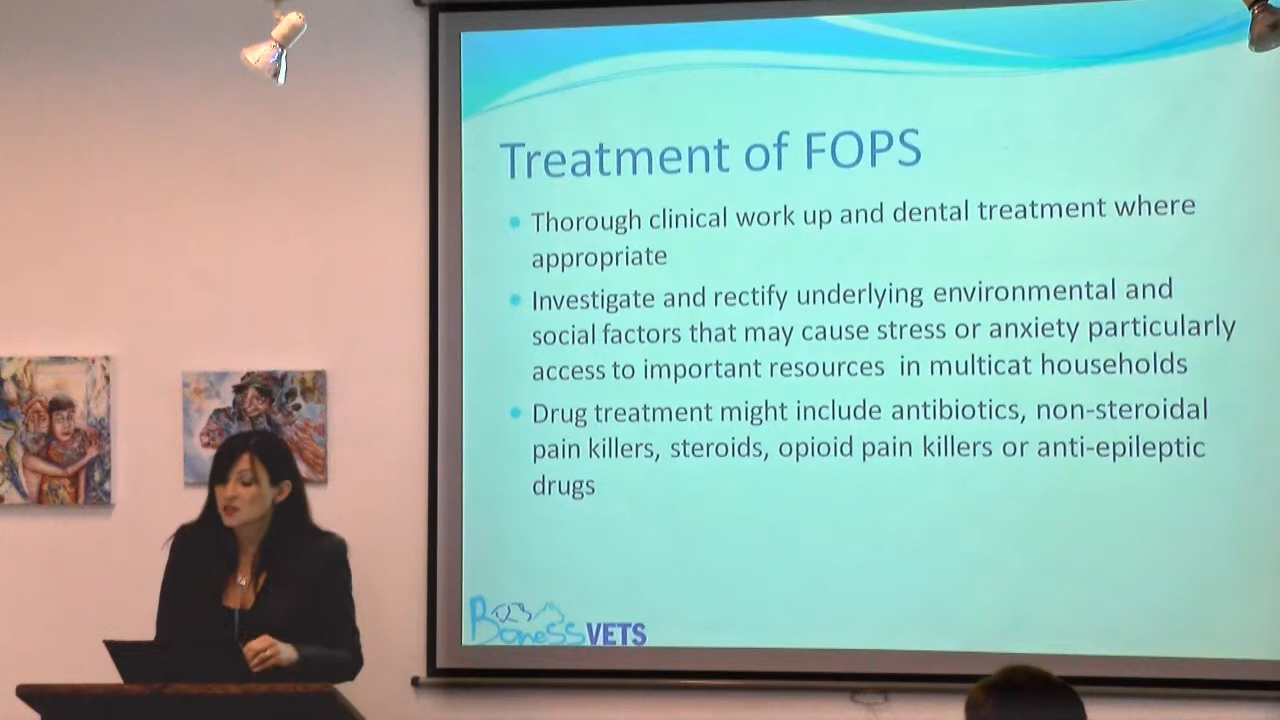 Treatment of FOPS
Thorough clinical work up and dental treatment where
appropriate
Investigate and rectify underlying environmental and
social factors that may cause stress or anxiety particularly
access to important resources in multicat households
Drug treatment might include antibiotics, non-steroidal
pain killers, steroids, opioid pain killers or anti-epileptic
drugs
BonessVETS